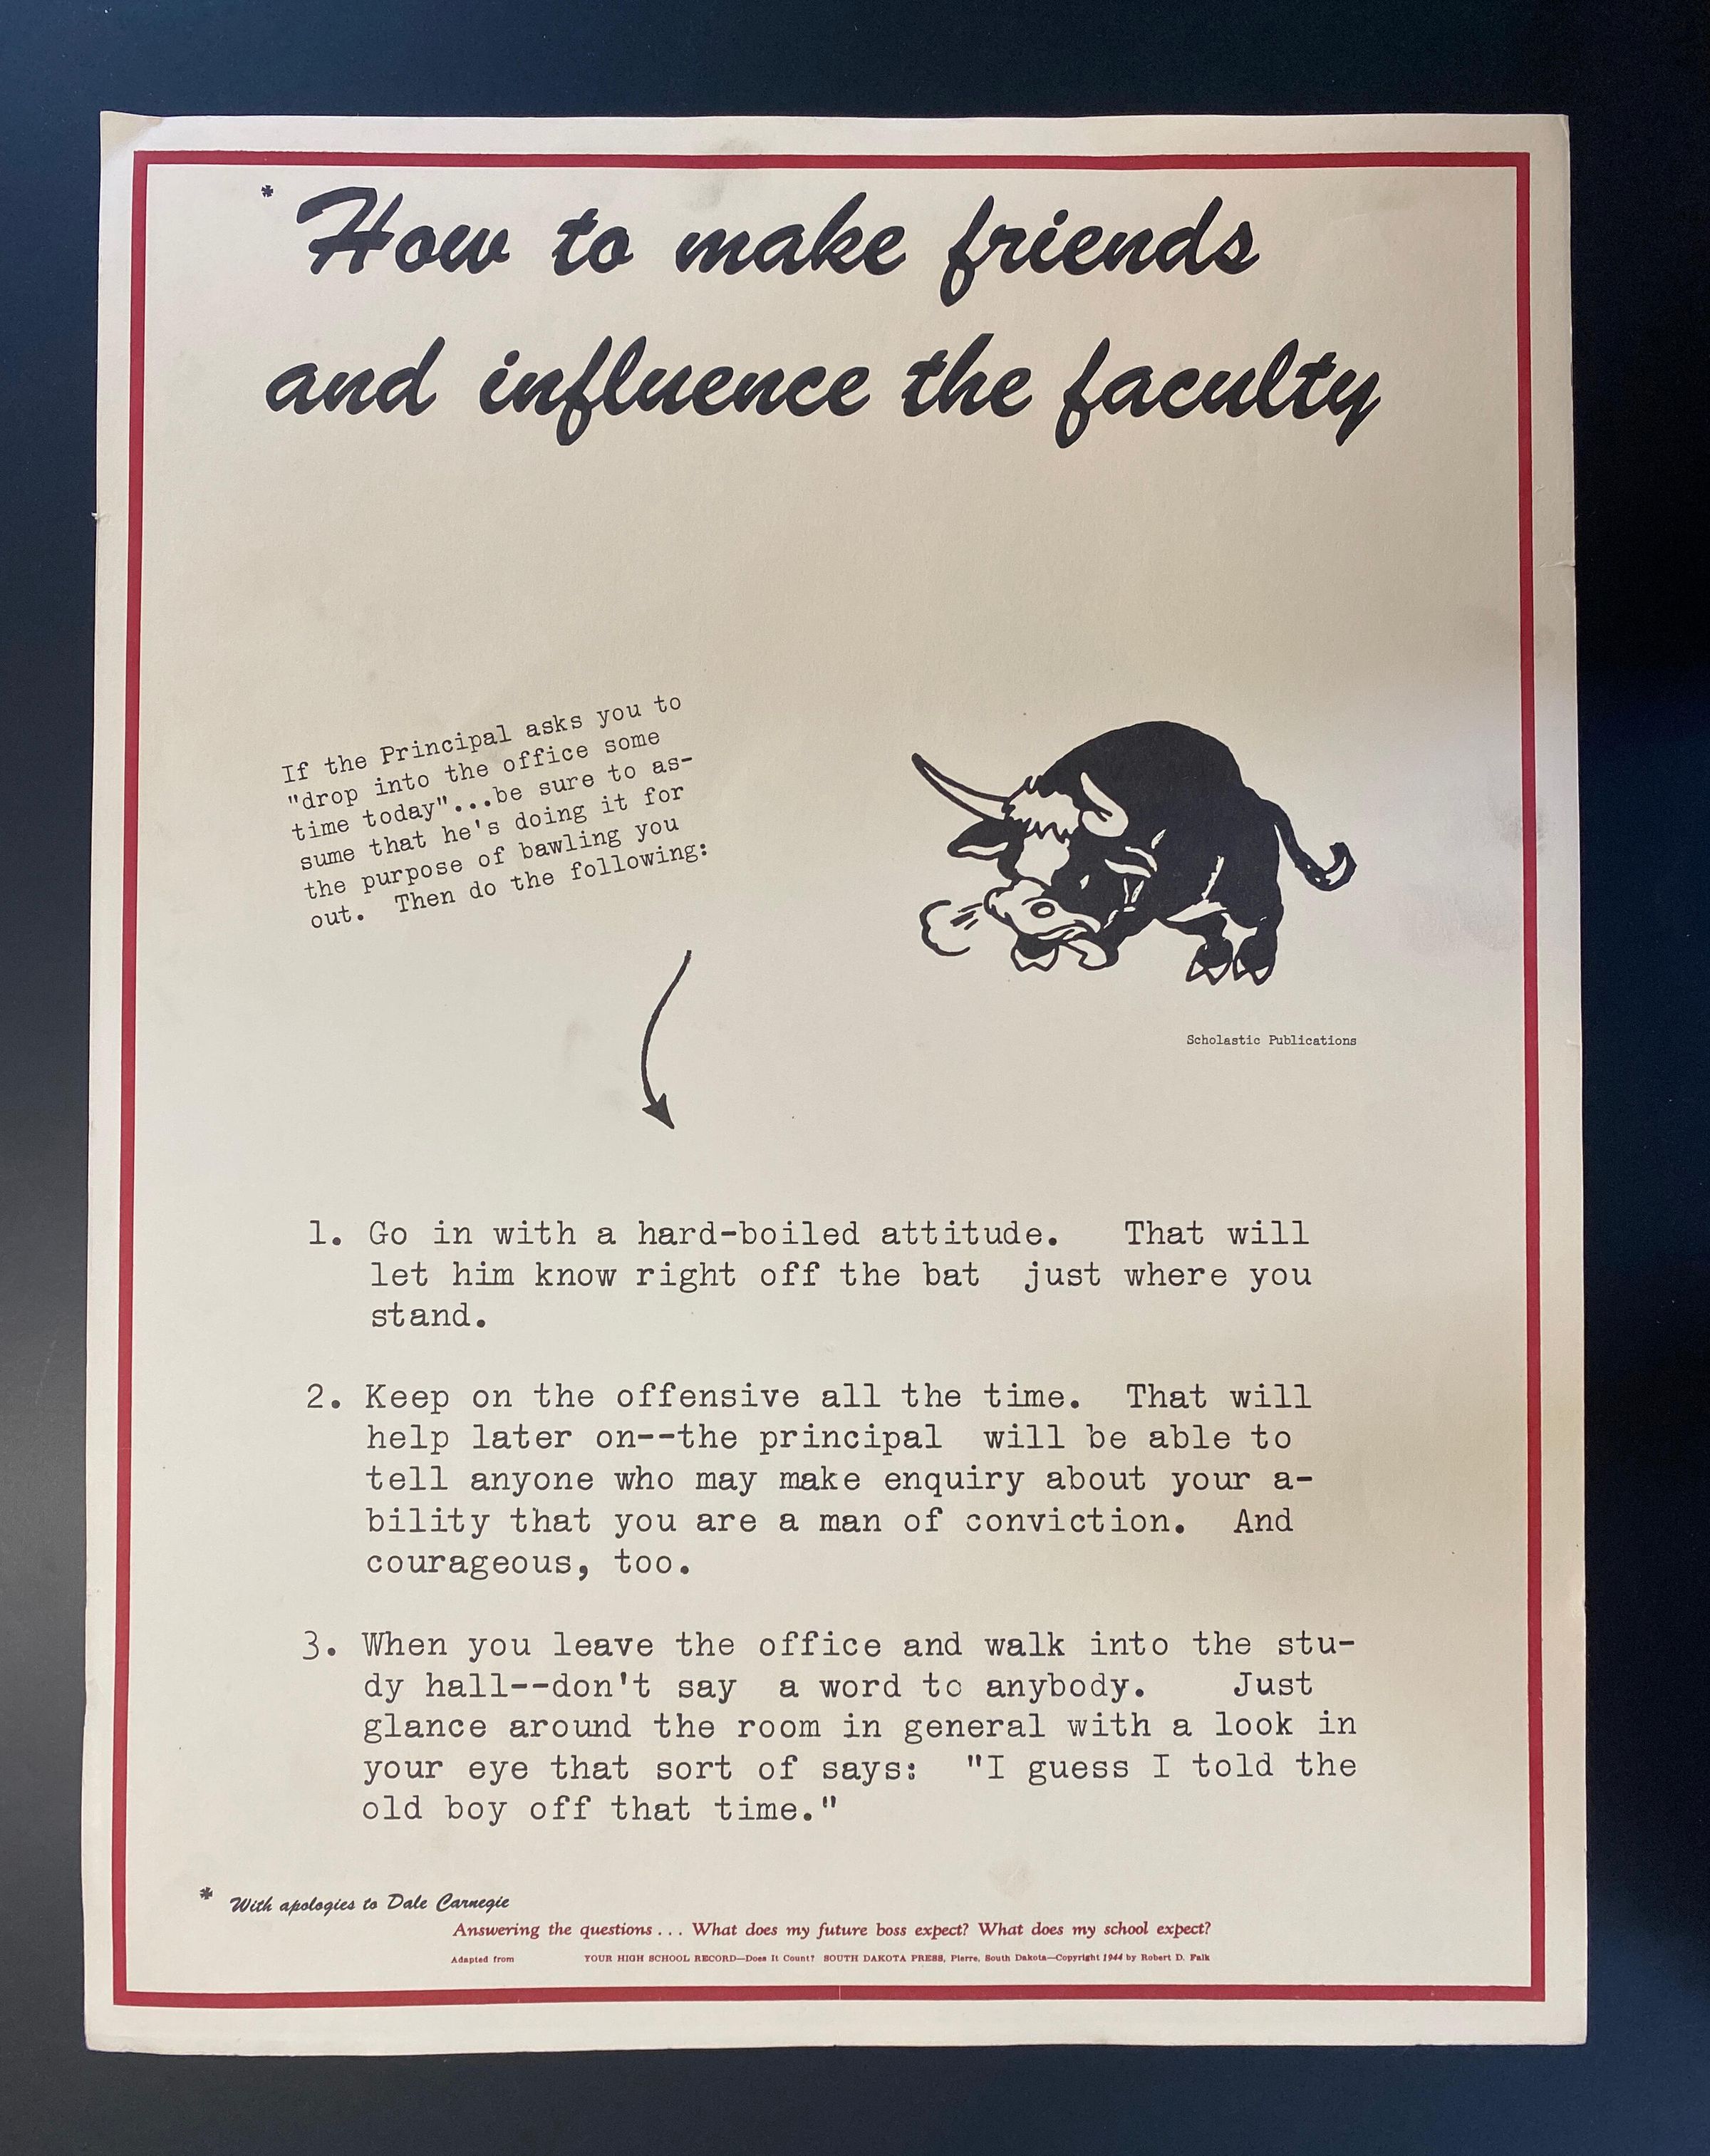 * How to make friends
and influence the faculty
If the Principal asks you to
"drop into the office some
time today"...be sure to as-
sume that he's doing it for
the purpose of bawling you
out. Then do the following:
Scholastic Publications
1. Go in with a hard-boiled attitude. That will
let him know right off the bat just where you
stand.
2. Keep on the offensive all the time. That will
help later on--the principal will be able to
tell anyone who may make enquiry about your a-
bility that you are a man of conviction. And
courageous, too.
3. When you leave the office and walk into the stu-
dy hall--don't say a word to anybody. Just
glance around the room in general with a look in
your eye that sort of says: "I guess I told the
old boy off that time."
* With apologies to Dale Carnegie
Answering the questions . . . What does my future boss expect? What does my school expect?
Adapted from YOUR HIGH SCHOOL RECORD—Does It Count? SOUTH DAKOTA PRESS, Pierre, South Dakota—Copyright 1944 by Robert D. Falk